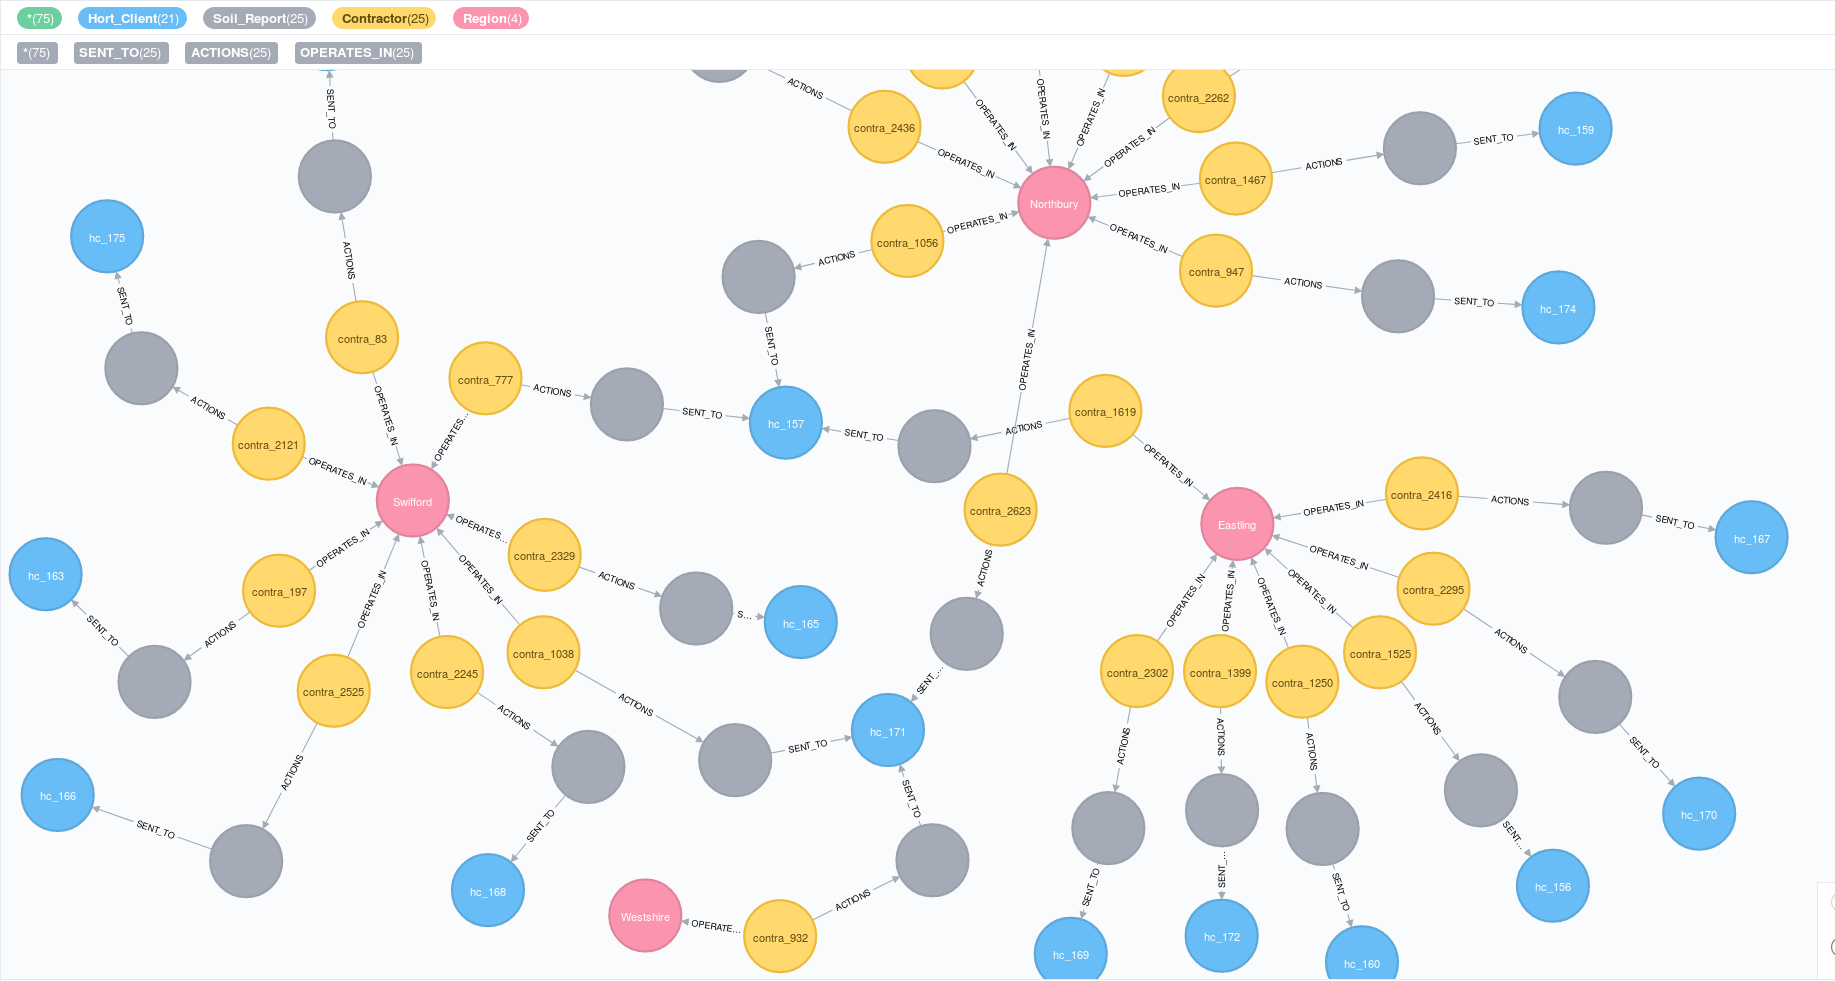 *(75) Hort_Client(21) Soil_Report(25) Contractor(25) Region(4)
*(75) SENT_TO(25) ACTIONS(25) OPERATES_IN(25)
SENT_TO
ACTIONS
OPERATES_IN
OPERATES_IN
OPERATES_IN
contra_2262
contra_2436
OPERATES_IN
OPERATES_IN
hc_159
SENT_TO
ACTIONS
contra_1467
OPERATES_IN
Northbury
hc_175
contra_1056
OPERATES_IN
ACTIONS
OPERATES_IN
contra_947
ACTIONS
SENT_TO
hc_174
ACTIONS
SENT_TO
contra_83
SENT_TO
OPERATES_IN
contra_777
ACTIONS
SENT_TO
hc_157
SENT_TO
ACTIONS
contra_1619
OPERATES_IN
ACTIONS
contra_2121
OPERATES_IN
OPERATES_IN
OPERATES...
OPERATES_IN
Swifford
contra_2623
Eastling
OPERATES_IN
contra_2416
ACTIONS
SENT_TO
hc_167
OPERATES...
contra_2329
ACTIONS
S...
hc_165
hc_163
SENT_TO
contra_197
OPERATES_IN
ACTIONS
OPERATES_IN
OPERATES_IN
OPERATES_IN
ACTIONS
OPERATES_IN
OPERATES_IN
OPERATES_IN
OPERATES_IN
OPERATES_IN
contra_2295
ACTIONS
SENT_TO
hc_170
contra_2525
contra_2245
contra_1038
contra_2302
contra_1399
contra_1250
contra_1525
ACTIONS
ACTIONS
ACTIONS
SENT_TO
hc_171
SENT...
ACTIONS
ACTIONS
ACTIONS
ACTIONS
hc_166
SENT_TO
SENT_TO
hc_168
SENT_TO
Westshire
OPERATE...
contra_932
ACTIONS
SENT_TO
SENT...
SENT_TO
SENT...
hc_156
hc_169
hc_172
hc_160